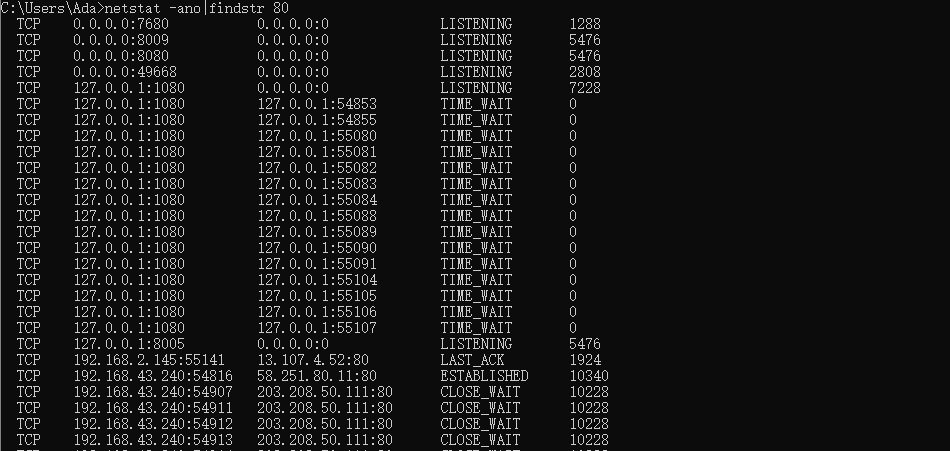 C:\Users\Ada>netstat -ano|findstr 80
TCP 0.0.0.0:7680 0.0.0.0:0 LISTENING 1288
TCP 0.0.0.0:8009 0.0.0.0:0 LISTENING 5476
TCP 0.0.0.0:8080 0.0.0.0:0 LISTENING 5476
TCP 0.0.0.0:49668 0.0.0.0:0 LISTENING 2808
TCP 127.0.0.1:1080 0.0.0.0:0 LISTENING 7228
TCP 127.0.0.1:1080 127.0.0.1:54853 TIME_WAIT 0
TCP 127.0.0.1:1080 127.0.0.1:54855 TIME_WAIT 0
TCP 127.0.0.1:1080 127.0.0.1:55080 TIME_WAIT 0
TCP 127.0.0.1:1080 127.0.0.1:55081 TIME_WAIT 0
TCP 127.0.0.1:1080 127.0.0.1:55082 TIME_WAIT 0
TCP 127.0.0.1:1080 127.0.0.1:55083 TIME_WAIT 0
TCP 127.0.0.1:1080 127.0.0.1:55084 TIME_WAIT 0
TCP 127.0.0.1:1080 127.0.0.1:55088 TIME_WAIT 0
TCP 127.0.0.1:1080 127.0.0.1:55089 TIME_WAIT 0
TCP 127.0.0.1:1080 127.0.0.1:55090 TIME_WAIT 0
TCP 127.0.0.1:1080 127.0.0.1:55091 TIME_WAIT 0
TCP 127.0.0.1:1080 127.0.0.1:55104 TIME_WAIT 0
TCP 127.0.0.1:1080 127.0.0.1:55105 TIME_WAIT 0
TCP 127.0.0.1:1080 127.0.0.1:55106 TIME_WAIT 0
TCP 127.0.0.1:1080 127.0.0.1:55107 TIME_WAIT 0
TCP 127.0.0.1:8005 0.0.0.0:0 LISTENING 5476
TCP 192.168.2.145:55141 13.107.4.52:80 LAST_ACK 1924
TCP 192.168.43.240:54816 58.251.80.11:80 ESTABLISHED 10340
TCP 192.168.43.240:54907 203.208.50.111:80 CLOSE_WAIT 10228
TCP 192.168.43.240:54911 203.208.50.111:80 CLOSE_WAIT 10228
TCP 192.168.43.240:54912 203.208.50.111:80 CLOSE_WAIT 10228
TCP 192.168.43.240:54913 203.208.50.111:80 CLOSE_WAIT 10228